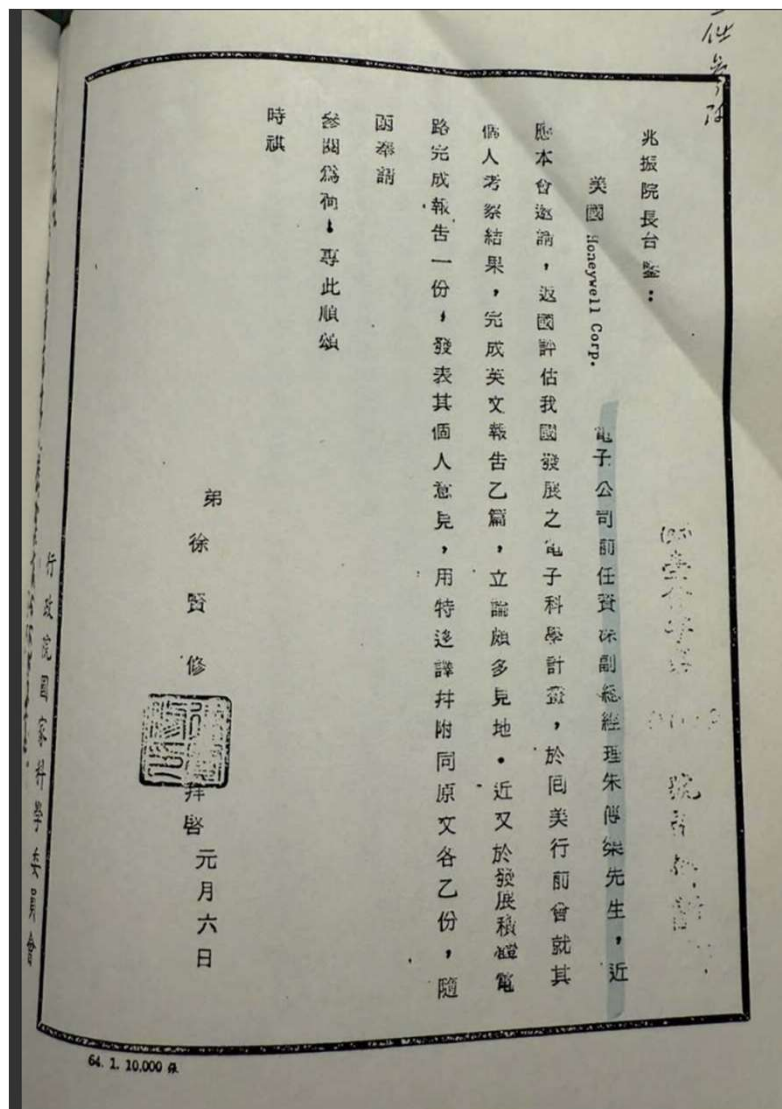 兆振院長台鑒：
美國 Honeywell Corp. 電子公司前任資深副總經理朱傳榘先生，近
應本會邀請，返國評估我國發展之電子科學計畫，於回美行前會就其
個人考察結果，完成英文報告乙篇，立論頗多見地。近又於發展積體電
路完成報告一份，發表其個人意見，用特迻譯幷附同原文各乙份，隨
函奉請
參閱為荷。專此順頌
時祺
弟 徐賢修 拜啓 元月六日
行政院國家科學委員會
64. 1. 10,000